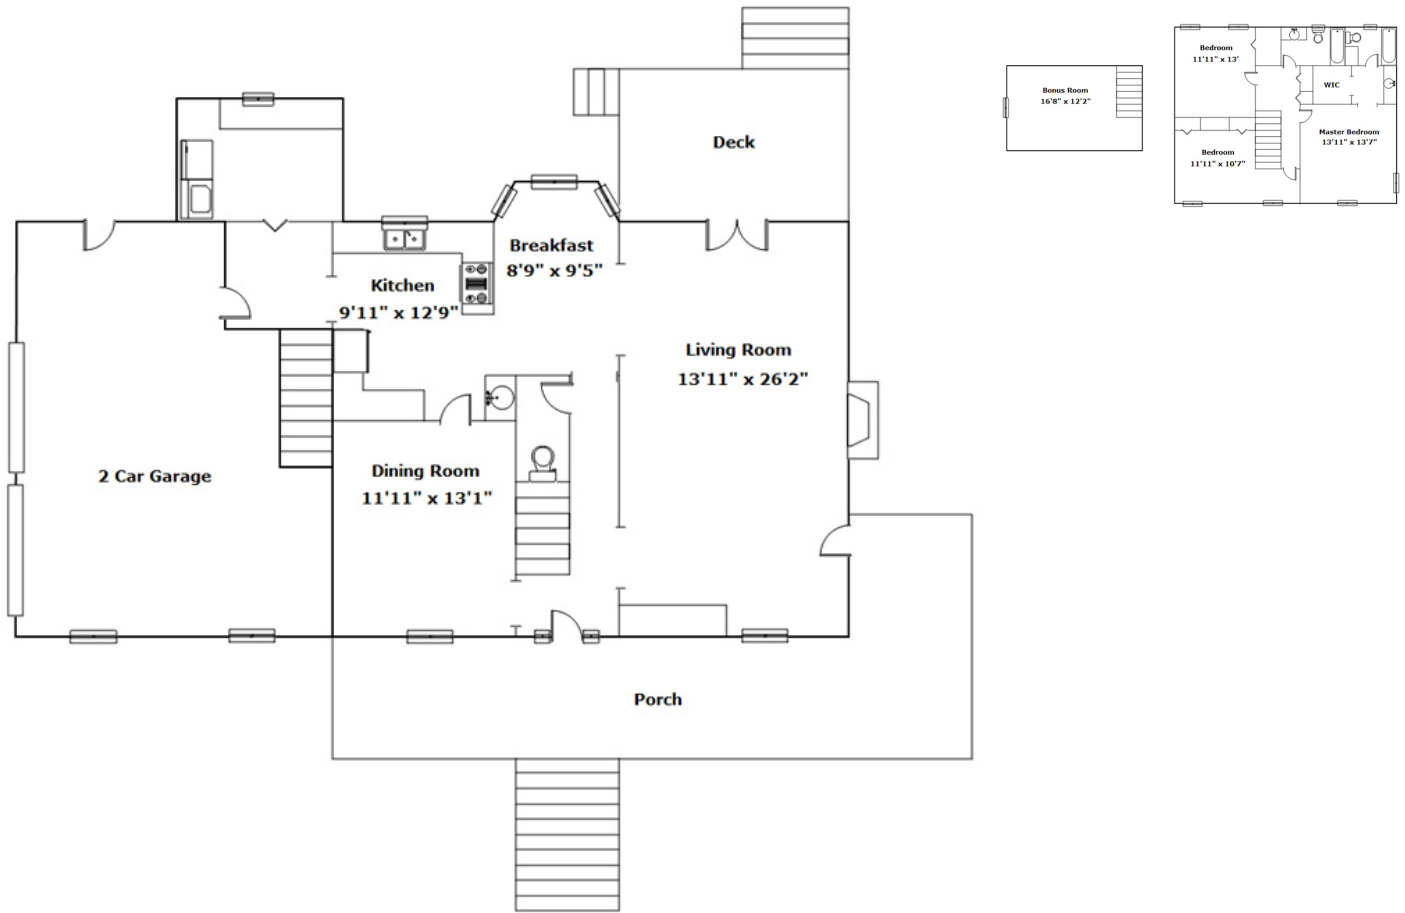 Deck
Breakfast
8'9" x 9'5"
Kitchen
9'11" x 12'9"
Living Room
13'11" x 26'2"
2 Car Garage
Dining Room
11'11" x 13'1"
Porch
Bonus Room
16'8" x 12'2"
Bedroom
11'11" x 13'
WIC
Master Bedroom
13'11" x 13'7"
Bedroom
11'11" x 10'7"